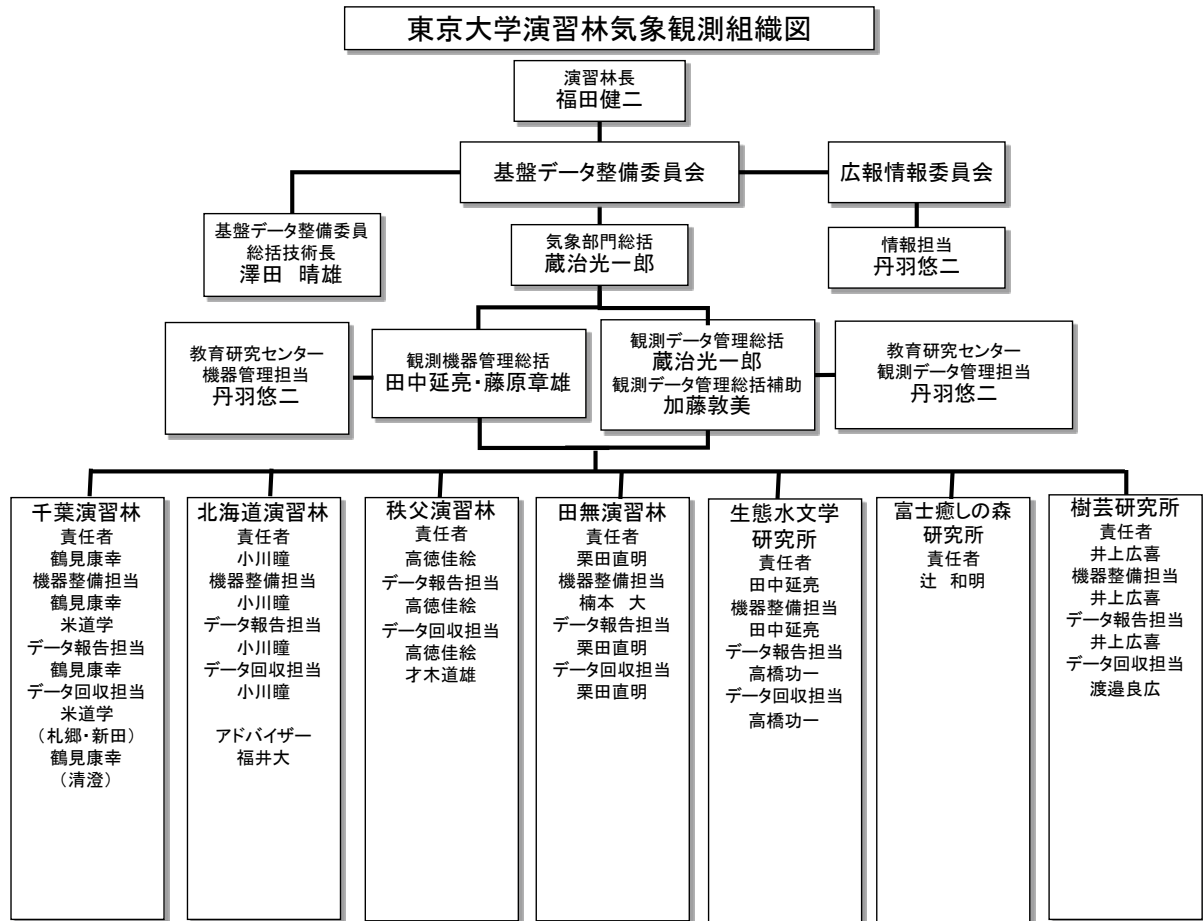 東京大学演習林気象観測組織図
演習林長
福田健二
基盤データ整備委員会
広報情報委員会
基盤データ整備委員
総括技術長
澤田 晴雄
気象部門総括
蔵治光一郎
情報担当
丹羽悠二
教育研究センター
機器管理担当
丹羽悠二
観測機器管理総括
田中延亮・藤原章雄
観測データ管理総括
蔵治光一郎
観測データ管理総括補助
加藤敦美
教育研究センター
観測データ管理担当
丹羽悠二
千葉演習林
責任者
鶴見康幸
機器整備担当
鶴見康幸
米道学
データ報告担当
鶴見康幸
データ回収担当
米道学
（札郷・新田）
鶴見康幸
（清澄）
北海道演習林
責任者
小川瞳
機器整備担当
小川瞳
データ報告担当
小川瞳
データ回収担当
小川瞳
アドバイザー
福井大
秩父演習林
責任者
高徳佳絵
データ報告担当
高徳佳絵
データ回収担当
高徳佳絵
才木道雄
田無演習林
責任者
栗田直明
機器整備担当
楠本 大
データ報告担当
栗田直明
データ回収担当
栗田直明
生態水文学
研究所
責任者
田中延亮
機器整備担当
田中延亮
データ報告担当
高橋功一
データ回収担当
高橋功一
富士癒しの森
研究所
責任者
辻 和明
樹芸研究所
責任者
井上広喜
機器整備担当
井上広喜
データ報告担当
井上広喜
データ回収担当
渡邉良広